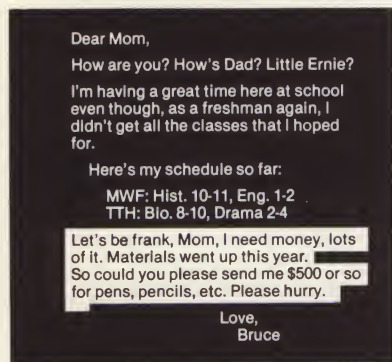 Dear Mom,
How are you? How's Dad? Little Ernie?
I'm having a great time here at school
even though, as a freshman again, I
didn't get all the classes that I hoped
for.
Here's my schedule so far:
MWF: Hist. 10-11, Eng. 1-2
TTH: Bio. 8-10, Drama 2-4
Let's be frank, Mom, I need money, lots
of it. Materials went up this year.
So could you please send me $500 or so
for pens, pencils, etc. Please hurry.
Love,
Bruce